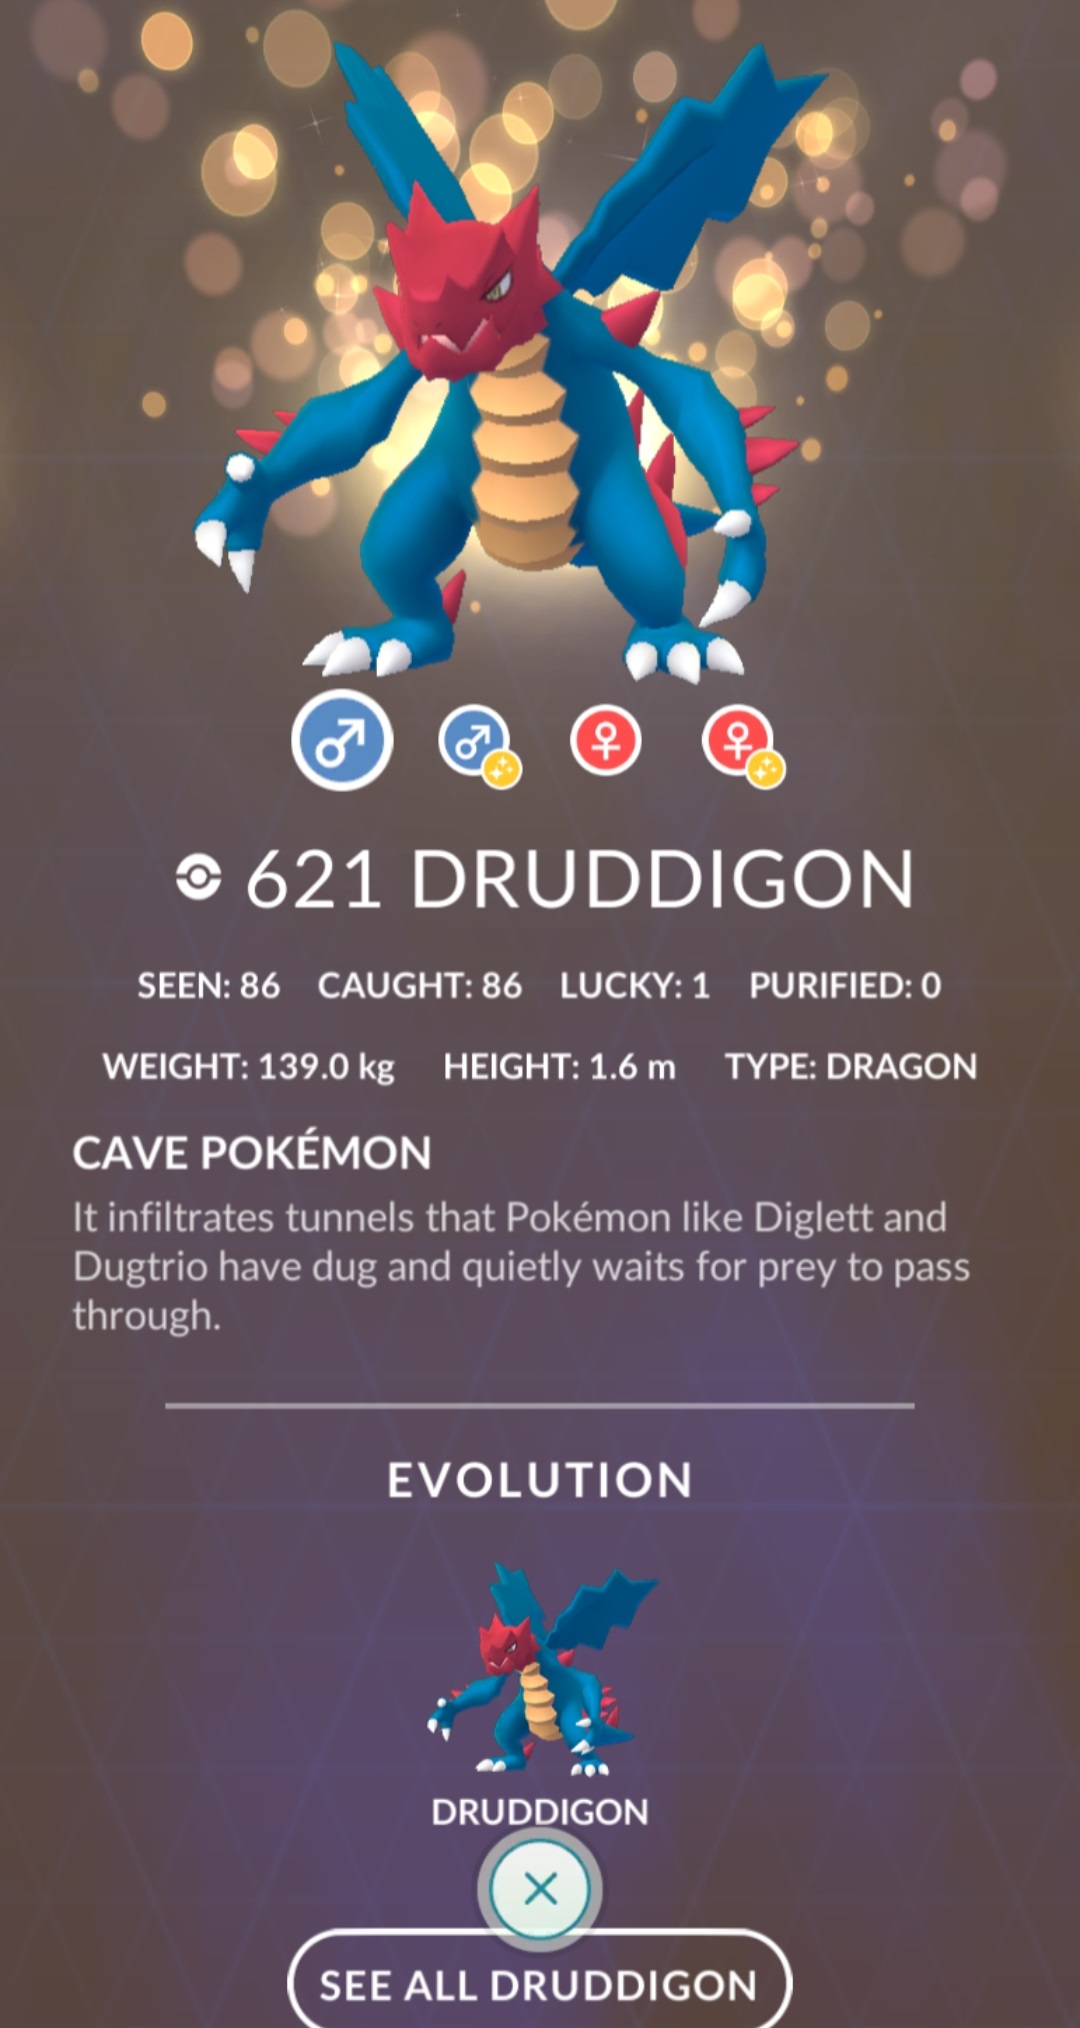 621 DRUDDIGON
SEEN: 86 CAUGHT: 86 LUCKY: 1 PURIFIED: 0
WEIGHT: 139.0 kg HEIGHT: 1.6 m TYPE: DRAGON
CAVE POKÉMON
It infiltrates tunnels that Pokémon like Diglett and
Dugtrio have dug and quietly waits for prey to pass
through.
EVOLUTION
DRUDDIGON
SEE ALL DRUDDIGON